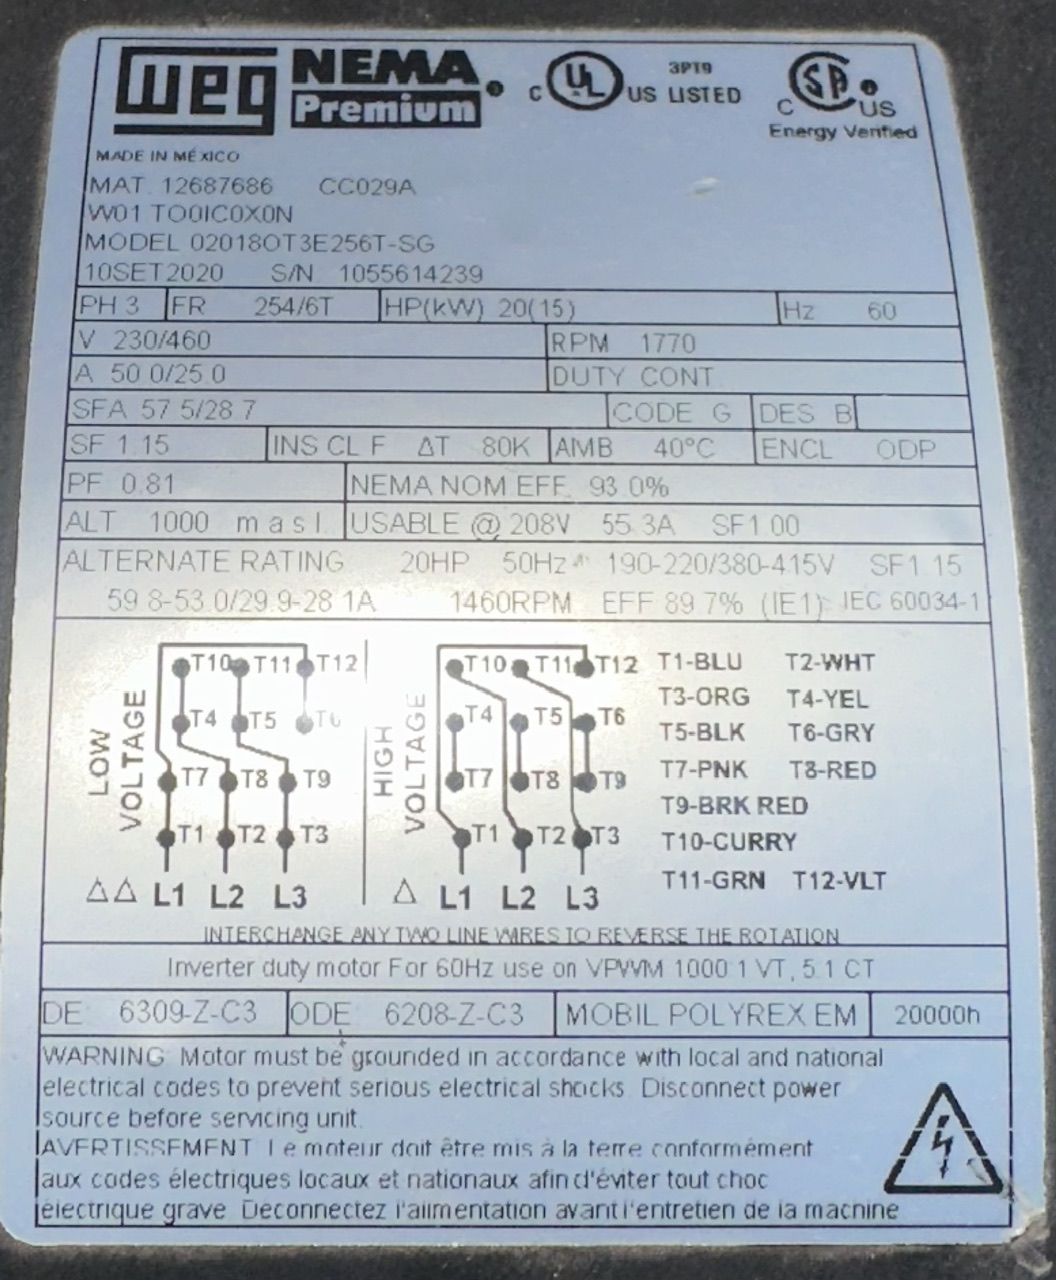 WEG NEMA Premium C UL US LISTED 3PT9 C SP US
Energy Verified
MADE IN MÉXICO
MAT. 12687686 CC029A
W01 TO0IC0X0N
MODEL 02018OT3E256T-SG
10SET2020 S/N 1055614239
PH 3 FR 254/6T HP(kW) 20(15) Hz 60
V 230/460 RPM 1770
A 50.0/25.0 DUTY CONT.
SFA 57.5/28.7 CODE G DES B
SF 1.15 INS CL F ΔT 80K AMB 40°C ENCL ODP
PF 0.81 NEMA NOM EFF. 93.0%
ALT 1000 m.a.s.l. USABLE @ 208V 55.3A SF1.00
ALTERNATE RATING 20HP 50Hz 190-220/380-415V SF1.15
59.8-53.0/29.9-28.1A 1460RPM EFF 89.7% (IE1) IEC 60034-1
LOW VOLTAGE
T10 T11 T12
T4 T5 T6
T7 T8 T9
T1 T2 T3
△△ L1 L2 L3
HIGH VOLTAGE
T10 T11 T12
T4 T5 T6
T7 T8 T9
T1 T2 T3
△ L1 L2 L3
T1-BLU T2-WHT
T3-ORG T4-YEL
T5-BLK T6-GRY
T7-PNK T8-RED
T9-BRK RED
T10-CURRY
T11-GRN T12-VLT
INTERCHANGE ANY TWO LINE WIRES TO REVERSE THE ROTATION
Inverter duty motor For 60Hz use on VPWM 1000:1 VT, 5:1 CT
DE 6309-Z-C3 ODE 6208-Z-C3 MOBIL POLYREX EM 20000h
WARNING: Motor must be grounded in accordance with local and national
electrical codes to prevent serious electrical shocks. Disconnect power
source before servicing unit.
AVERTISSEMENT: Le moteur doit être mis à la terre conformément
aux codes électriques locaux et nationaux afin d'éviter tout choc
électrique grave. Deconnectez l'alimentation avant l'entretien de la machine